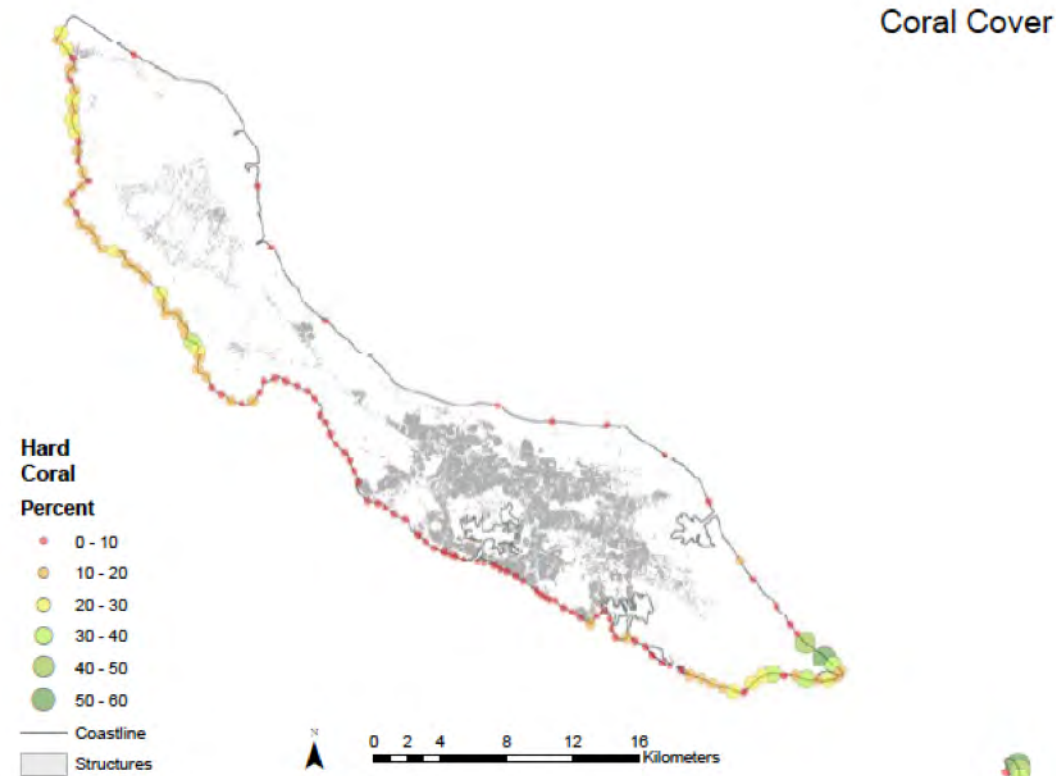 Coral Cover
Hard
Coral
Percent
0 - 10
10 - 20
20 - 30
30 - 40
40 - 50
50 - 60
Coastline
Structures
N
0 2 4 8 12 16
Kilometers